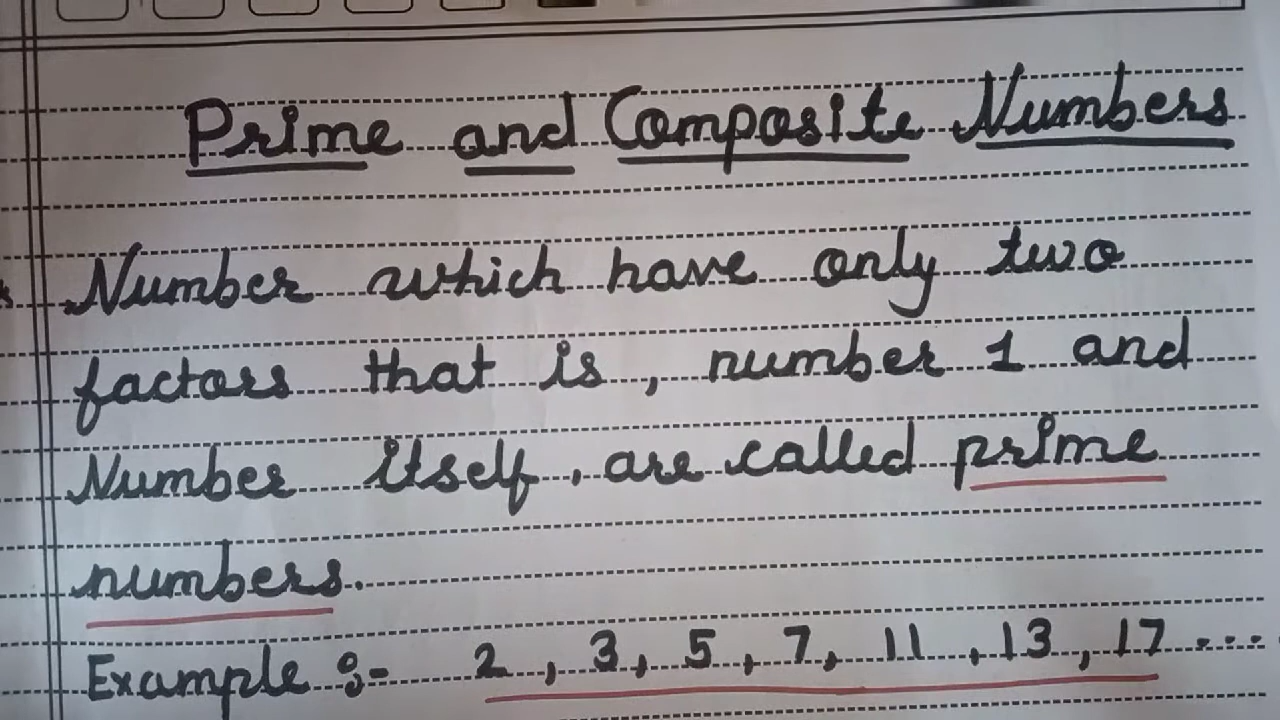 Prime and Composite Numbers
Number which have only two
factors that is, number 1 and
Number itself, are called prime
numbers.
Example :- 2, 3, 5, 7, 11, 13, 17 ....